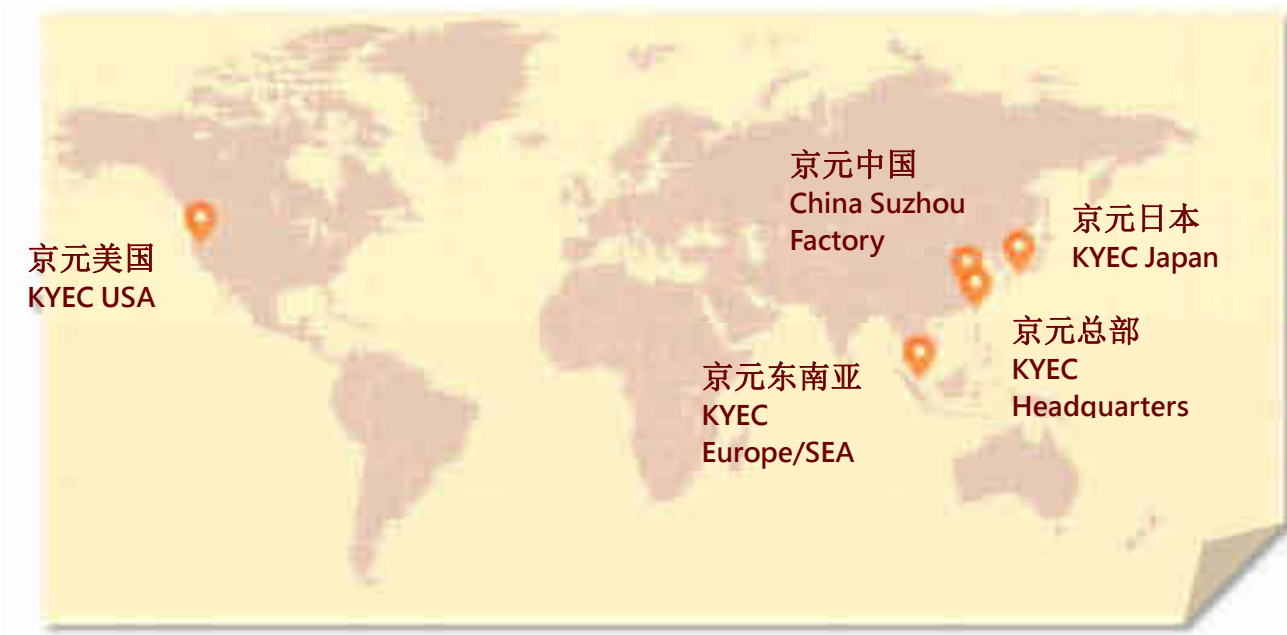 京元中国
China Suzhou
Factory
京元日本
KYEC Japan
京元美国
KYEC USA
京元总部
KYEC
Headquarters
京元东南亚
KYEC
Europe/SEA